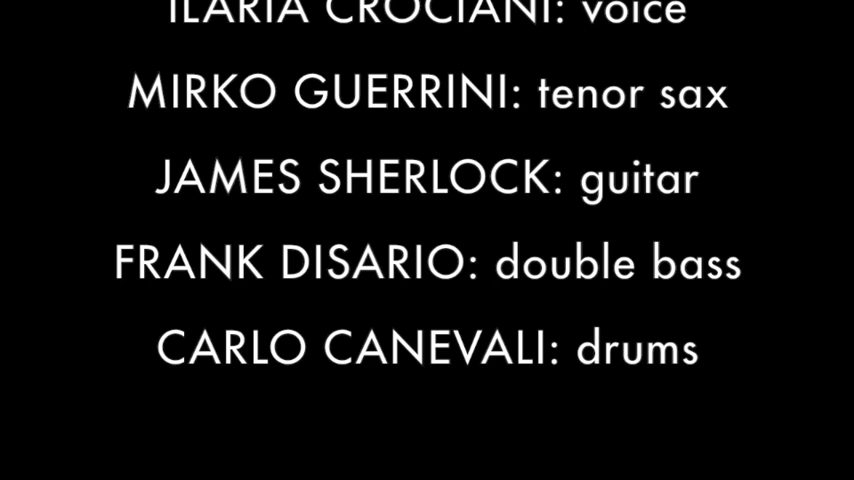 ILARIA CROCIANI: voice
MIRKO GUERRINI: tenor sax
JAMES SHERLOCK: guitar
FRANK DISARIO: double bass
CARLO CANEVALI: drums